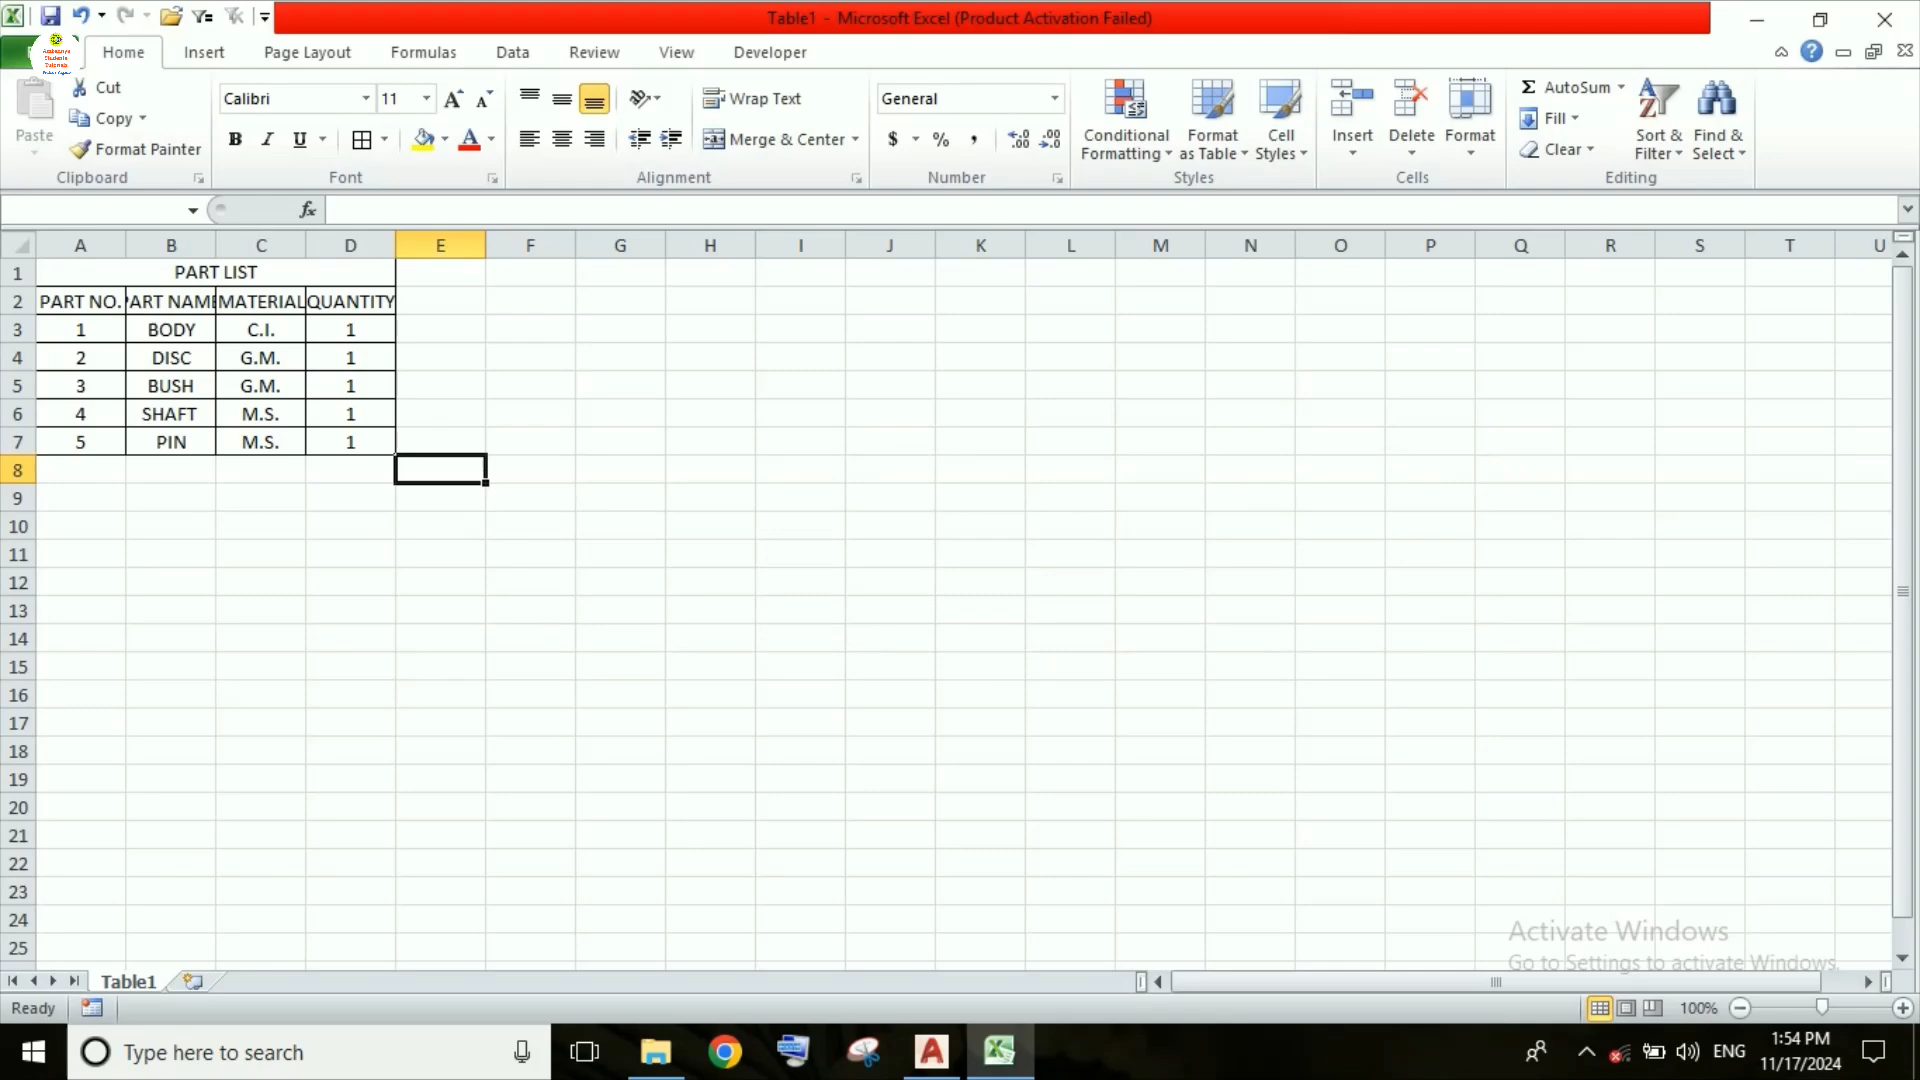 Table1 - Microsoft Excel (Product Activation Failed)
Home Insert Page Layout Formulas Data Review View Developer
Paste
Cut
Copy
Format Painter
Clipboard
Calibri 11
B I U A
Font
Wrap Text
Merge & Center
Alignment
General
$ % ,
Number
Conditional Formatting
Format as Table
Cell Styles
Styles
Insert Delete Format
Cells
Σ AutoSum
Fill
Clear
Sort & Filter
Find & Select
Editing
fx
A B C D E F G H I J K L M N O P Q R S T U
1 PART LIST
2 PART NO. PART NAME MATERIAL QUANTITY
3 1 BODY C.I. 1
4 2 DISC G.M. 1
5 3 BUSH G.M. 1
6 4 SHAFT M.S. 1
7 5 PIN M.S. 1
8
9
10
11
12
13
14
15
16
17
18
19
20
21
22
23
24
25
Activate Windows
Go to Settings to activate Windows.
Table1
Ready
100%
Type here to search
ENG
1:54 PM
11/17/2024